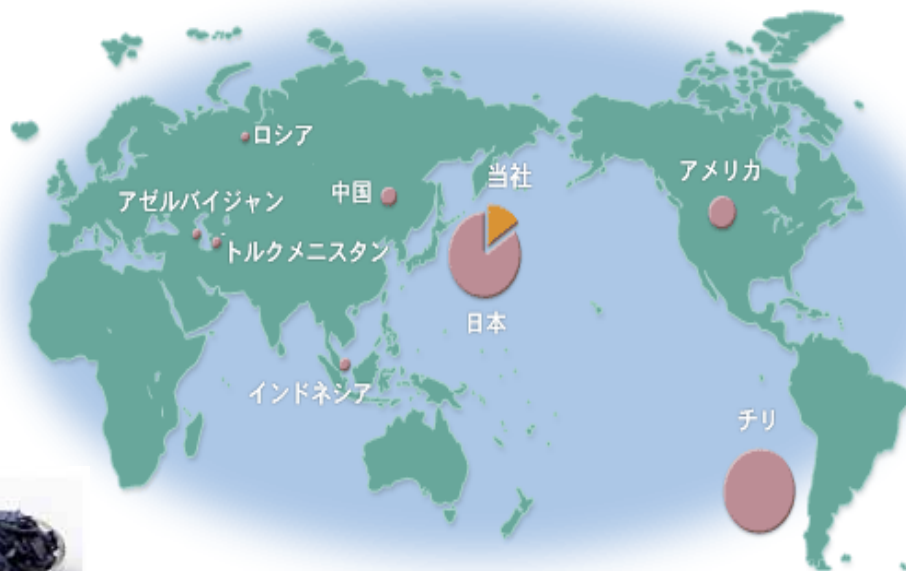 ロシア
当社
アメリカ
中国
アゼルバイジャン
トルクメニスタン
日本
インドネシア
チリ